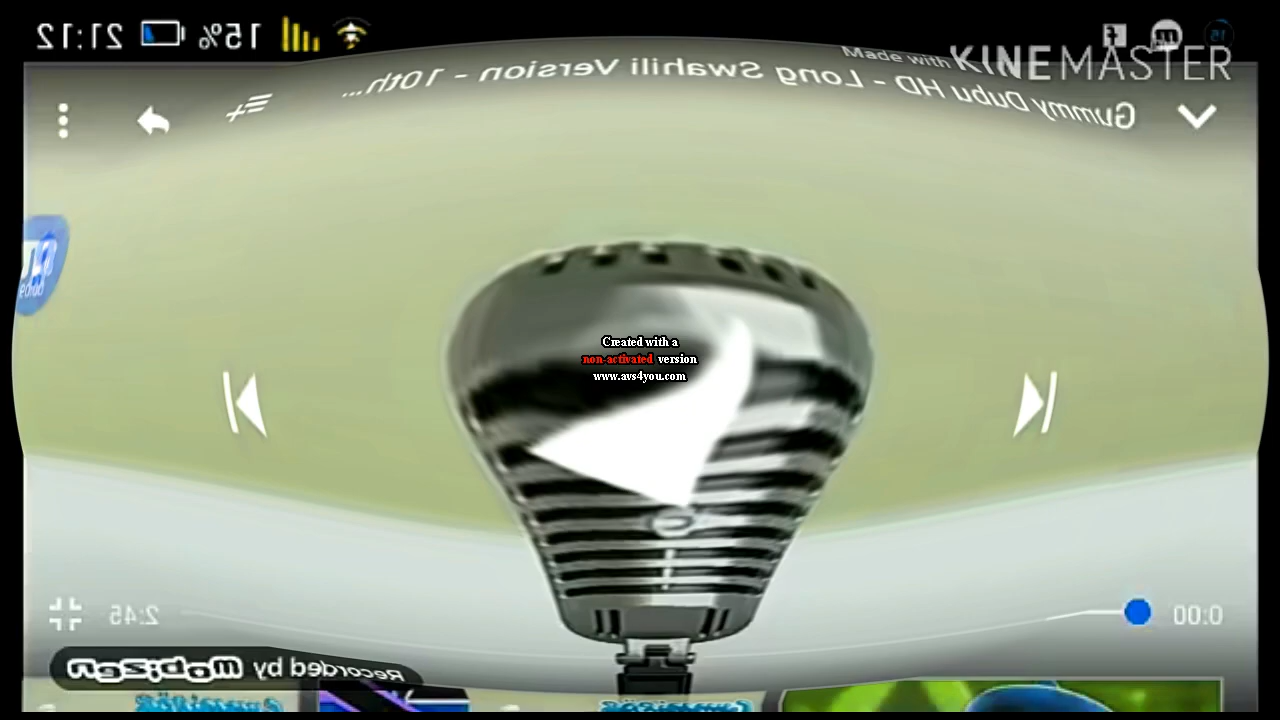 21:12 15%
15
Made with
KINEMASTER
Gummy Dubu HD - Long Swahili Version - 10th...
Created with a
non-activated version
www.avs4you.com
2:45 0:00
Recorded by mobizen